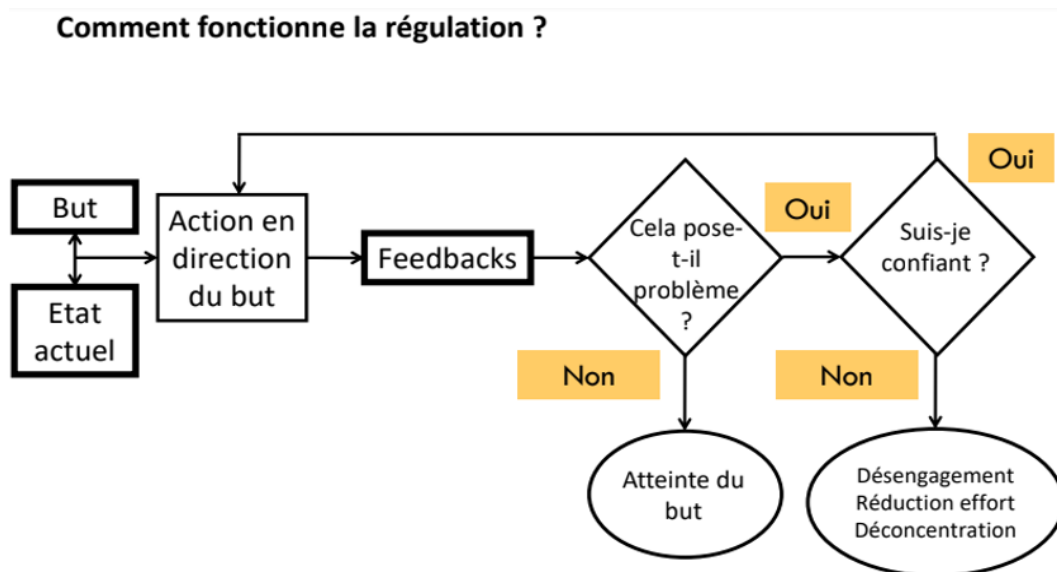 Comment fonctionne la régulation ?
But
Etat
actuel
Action en
direction
du but
Feedbacks
Cela pose-
t-il
problème
?
Oui
Suis-je
confiant ?
Oui
Non
Non
Atteinte du
but
Désengagement
Réduction effort
Déconcentration